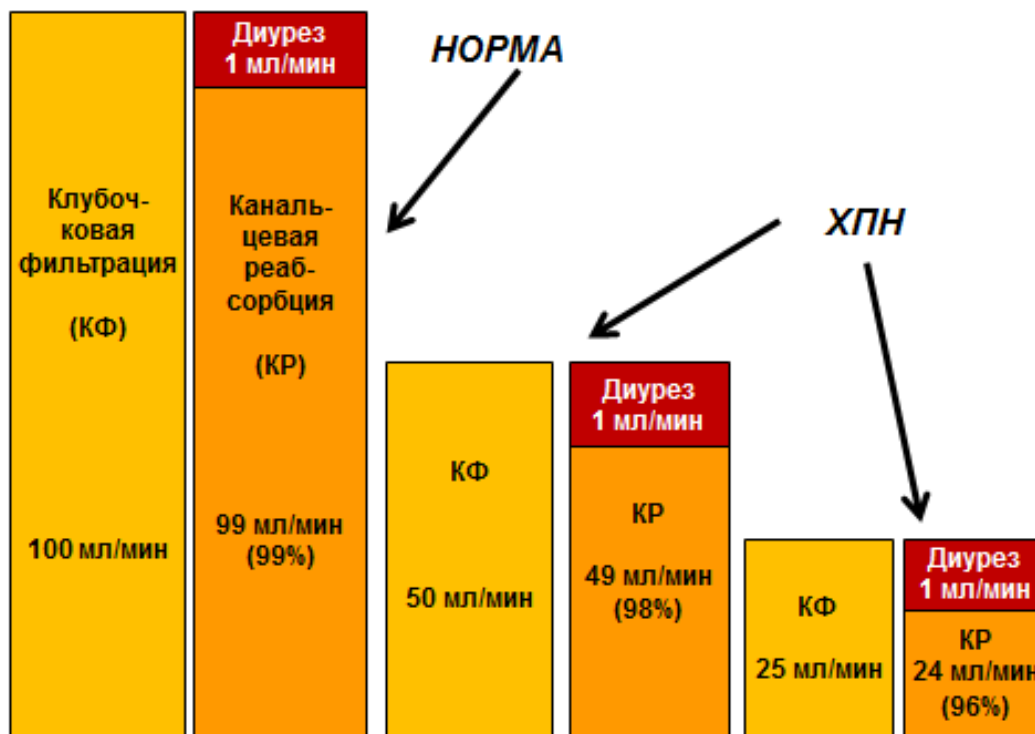 Клубоч-
ковая
фильтрация
(КФ)
100 мл/мин
Диурез
1 мл/мин
Каналь-
цевая
реаб-
сорбция
(КР)
99 мл/мин
(99%)
НОРМА
ХПН
КФ
50 мл/мин
Диурез
1 мл/мин
КР
49 мл/мин
(98%)
КФ
25 мл/мин
Диурез
1 мл/мин
КР
24 мл/мин
(96%)